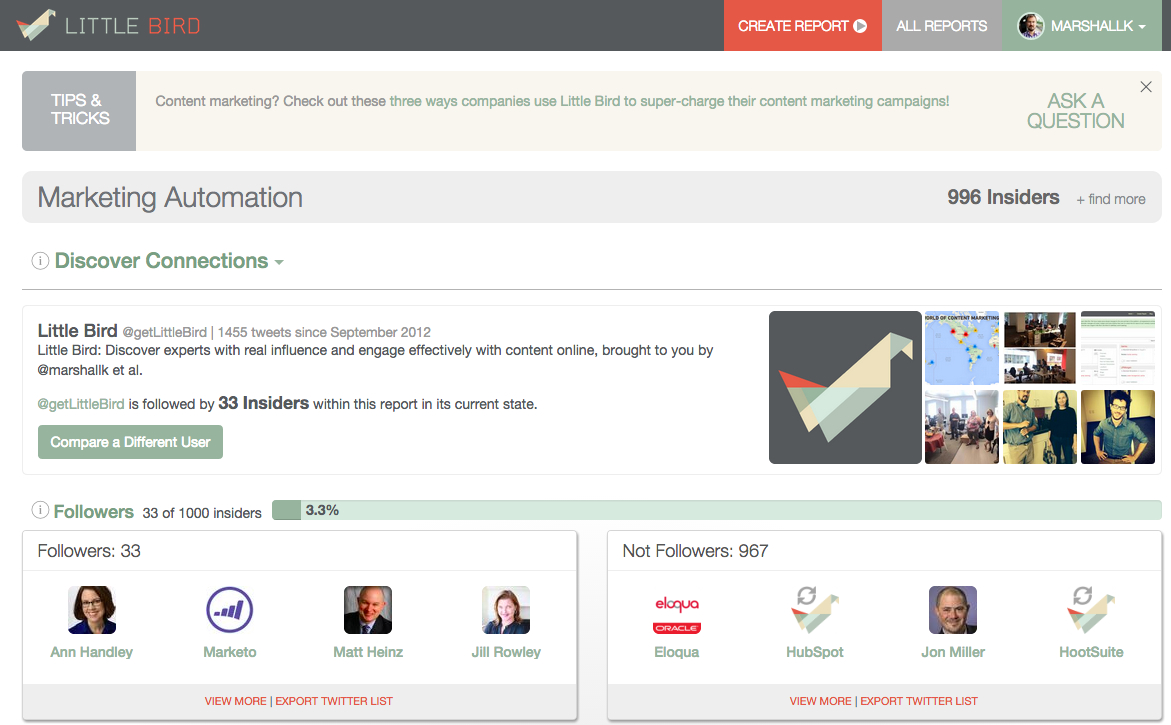 LITTLE BIRD
CREATE REPORT
ALL REPORTS
MARSHALLK
TIPS &
TRICKS
Content marketing? Check out these three ways companies use Little Bird to super-charge their content marketing campaigns!
ASK A
QUESTION
Marketing Automation
996 Insiders
+ find more
Discover Connections
Little Bird @getLittleBird | 1455 tweets since September 2012
Little Bird: Discover experts with real influence and engage effectively with content online, brought to you by
@marshallk et al.
@getLittleBird is followed by 33 Insiders within this report in its current state.
Compare a Different User
WORLD OF CONTENT MARKETING
Followers 33 of 1000 insiders
3.3%
Followers: 33
Ann Handley
Marketo
Matt Heinz
Jill Rowley
VIEW MORE | EXPORT TWITTER LIST
Not Followers: 967
eloqua
ORACLE
Eloqua
HubSpot
Jon Miller
HootSuite
VIEW MORE | EXPORT TWITTER LIST